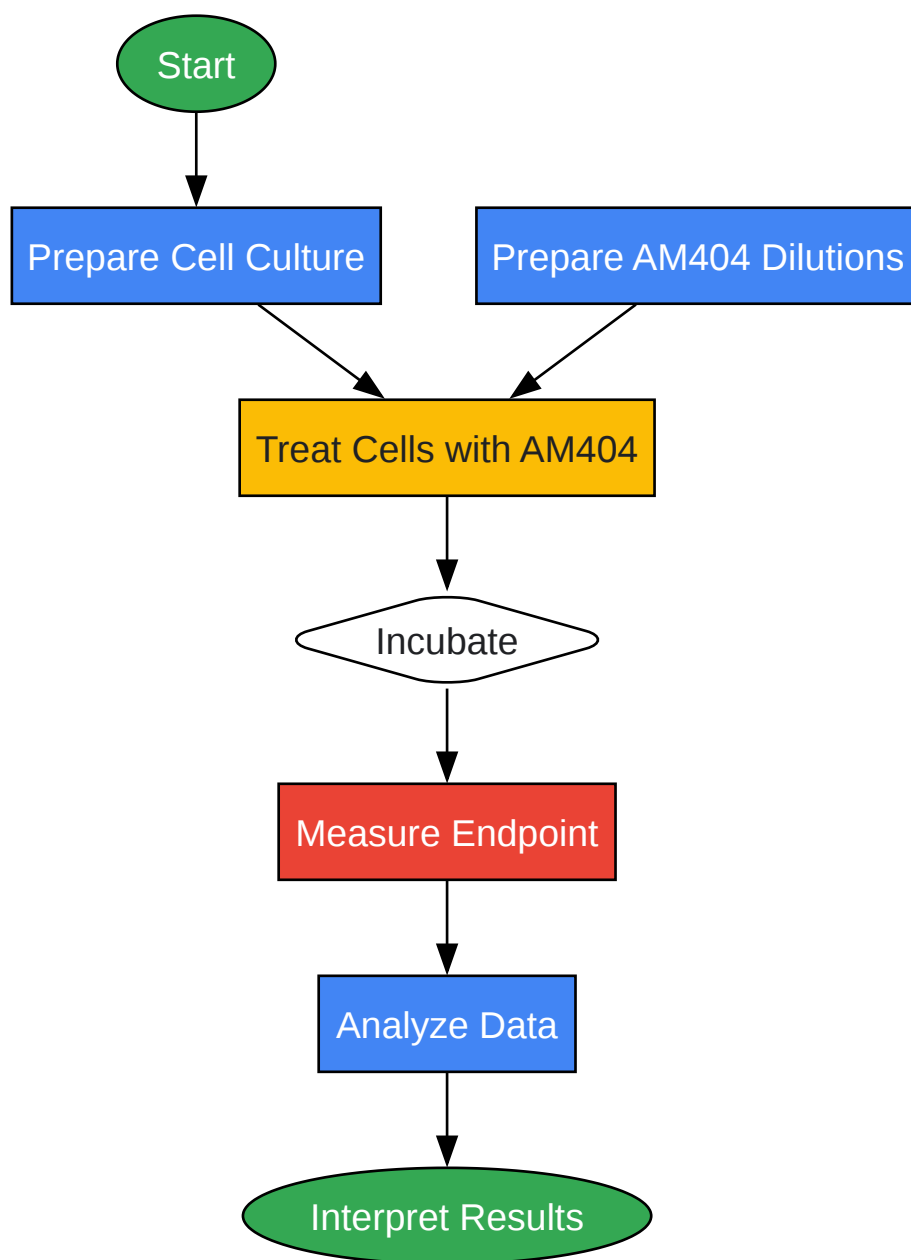 Start
Prepare Cell Culture
Prepare AM404 Dilutions
Treat Cells with AM404
Incubate
Measure Endpoint
Analyze Data
Interpret Results